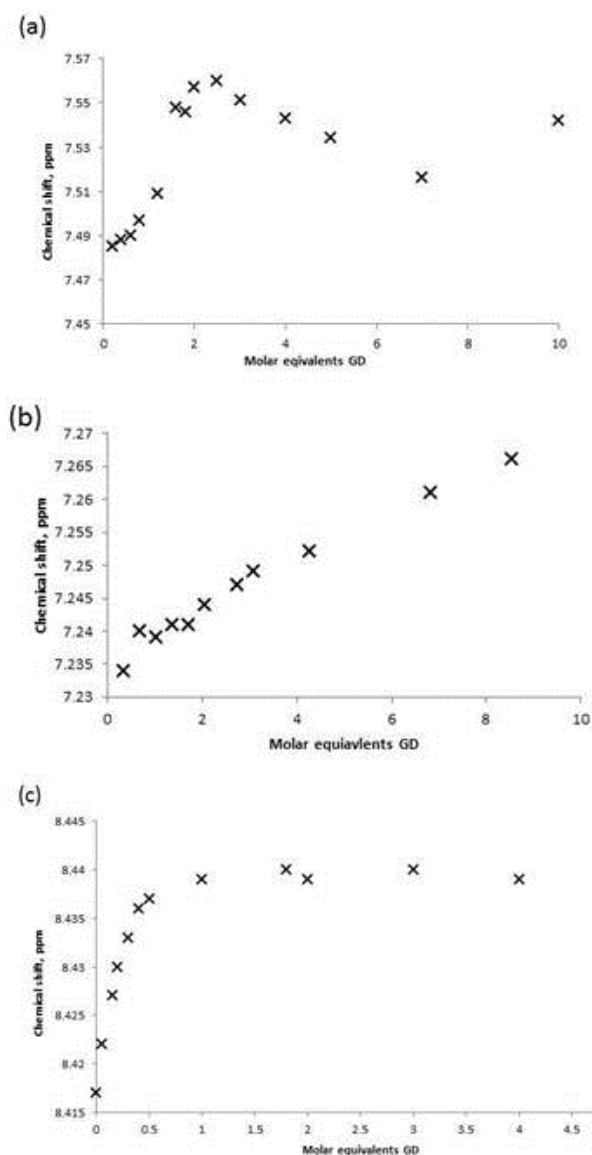 (a)
7.57
7.55
7.53
7.51
7.49
7.47
7.45
Chemical shift, ppm
0 2 4 6 8 10
Molar eqivalents GD
(b)
7.27
7.265
7.26
7.255
7.25
7.245
7.24
7.235
7.23
Chemical shift, ppm
0 2 4 6 8 10
Molar equiavlents GD
(c)
8.445
8.44
8.435
8.43
8.425
8.42
8.415
Chemical shift, ppm
0 0.5 1 1.5 2 2.5 3 3.5 4 4.5
Molar equivalents GD